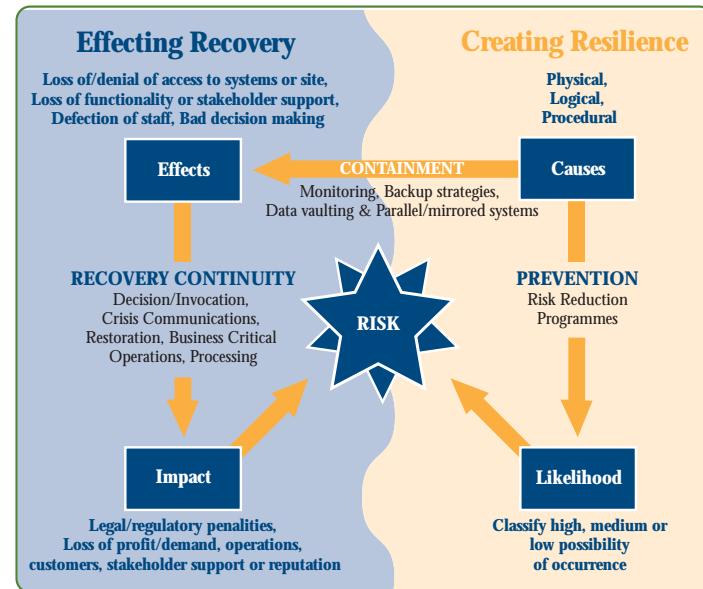 Effecting Recovery
Loss of/denial of access to systems or site,
Loss of functionality or stakeholder support,
Defection of staff, Bad decision making
Creating Resilience
Physical,
Logical,
Procedural
Effects
CONTAINMENT
Causes
Monitoring, Backup strategies,
Data vaulting & Parallel/mirrored systems
RECOVERY CONTINUITY
Decision/Invocation,
Crisis Communications,
Restoration, Business Critical
Operations, Processing
RISK
PREVENTION
Risk Reduction
Programmes
Impact
Legal/regulatory penalities,
Loss of profit/demand, operations,
customers, stakeholder support or reputation
Likelihood
Classify high, medium or
low possibility
of occurrence